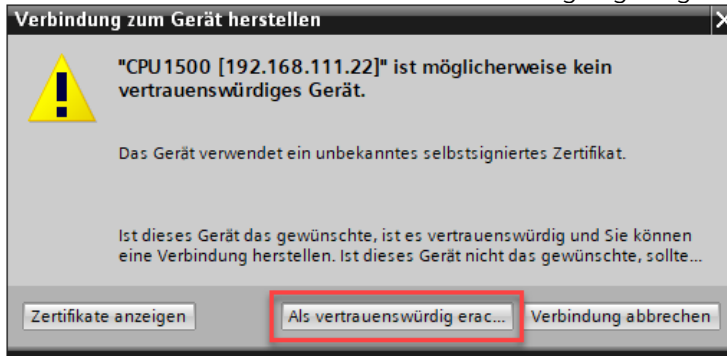 Verbindung zum Gerät herstellen
"CPU1500 [192.168.111.22]" ist möglicherweise kein
vertrauenswürdiges Gerät.
Das Gerät verwendet ein unbekanntes selbstsigniertes Zertifikat.
Ist dieses Gerät das gewünschte, ist es vertrauenswürdig und Sie können
eine Verbindung herstellen. Ist dieses Gerät nicht das gewünschte, sollte...
Zertifikate anzeigen
Als vertrauenswürdig erac...
Verbindung abbrechen